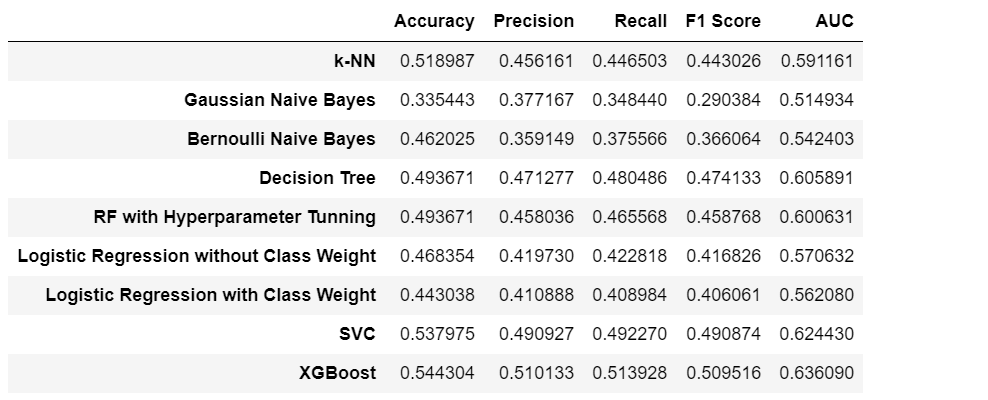 Accuracy Precision Recall F1 Score AUC
k-NN 0.518987 0.456161 0.446503 0.443026 0.591161
Gaussian Naive Bayes 0.335443 0.377167 0.348440 0.290384 0.514934
Bernoulli Naive Bayes 0.462025 0.359149 0.375566 0.366064 0.542403
Decision Tree 0.493671 0.471277 0.480486 0.474133 0.605891
RF with Hyperparameter Tunning 0.493671 0.458036 0.465568 0.458768 0.600631
Logistic Regression without Class Weight 0.468354 0.419730 0.422818 0.416826 0.570632
Logistic Regression with Class Weight 0.443038 0.410888 0.408984 0.406061 0.562080
SVC 0.537975 0.490927 0.492270 0.490874 0.624430
XGBoost 0.544304 0.510133 0.513928 0.509516 0.636090